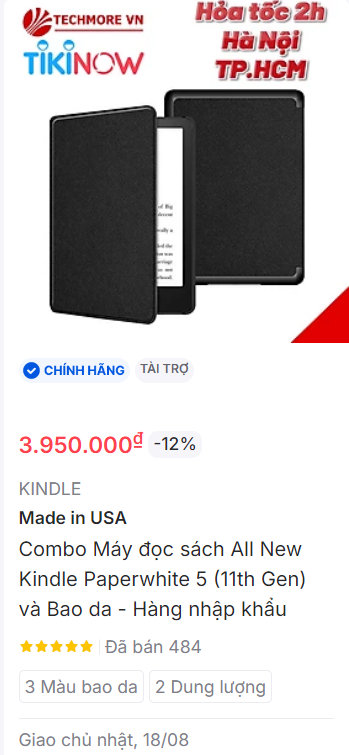 TECHMORE VN
TIKINOW
Hỏa tốc 2h
Hà Nội
TP.HCM
CHÍNH HÃNG
TÀI TRỢ
3.950.000₫
-12%
KINDLE
Made in USA
Combo Máy đọc sách All New
Kindle Paperwhite 5 (11th Gen)
và Bao da - Hàng nhập khẩu
Đã bán 484
3 Màu bao da
2 Dung lượng
Giao chủ nhật, 18/08